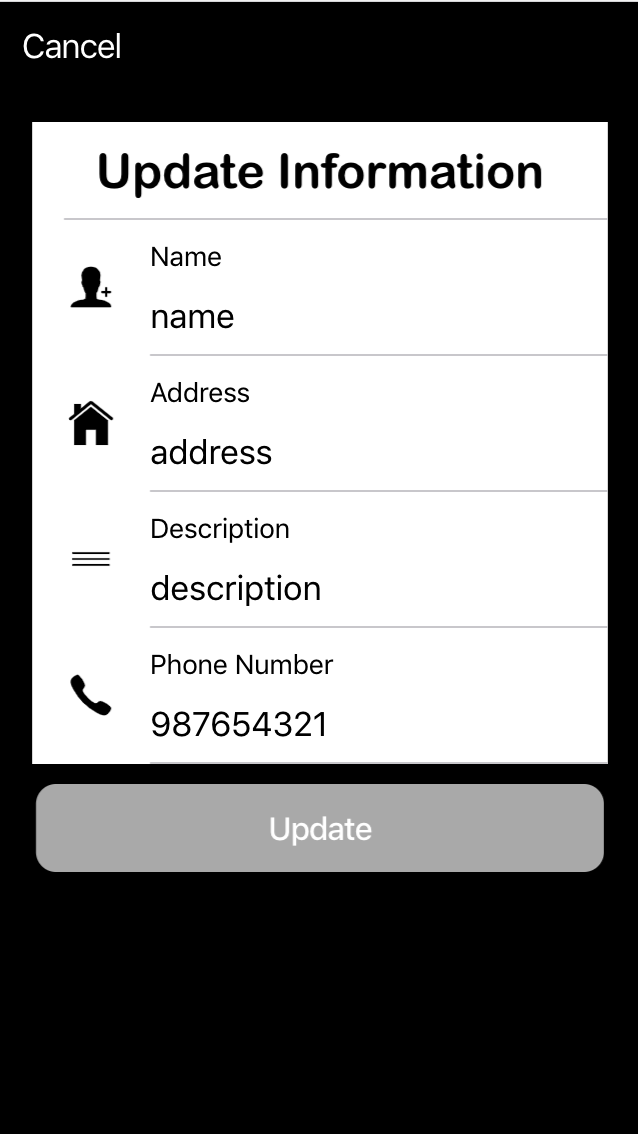 Cancel
Update Information
Name
name
Address
address
Description
description
Phone Number
987654321
Update